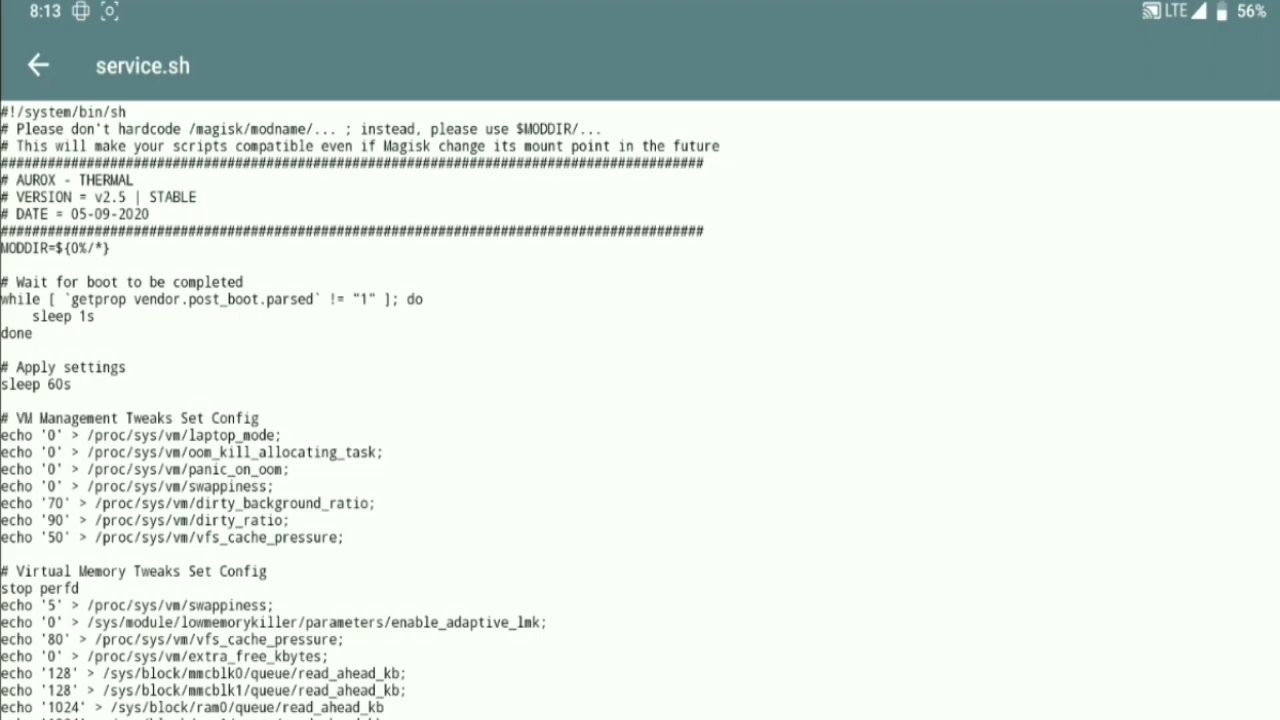 8:13
LTE 56%
service.sh
#!/system/bin/sh
# Please don't hardcode /magisk/modname/... ; instead, please use $MODDIR/...
# This will make your scripts compatible even if Magisk change its mount point in the future
##########################################################################################
# AUROX - THERMAL
# VERSION = v2.5 | STABLE
# DATE = 05-09-2020
##########################################################################################
MODDIR=${0%/*}
# Wait for boot to be completed
while [ `getprop vendor.post_boot.parsed` != "1" ]; do
    sleep 1s
done
# Apply settings
sleep 60s
# VM Management Tweaks Set Config
echo '0' > /proc/sys/vm/laptop_mode;
echo '0' > /proc/sys/vm/oom_kill_allocating_task;
echo '0' > /proc/sys/vm/panic_on_oom;
echo '0' > /proc/sys/vm/swappiness;
echo '70' > /proc/sys/vm/dirty_background_ratio;
echo '90' > /proc/sys/vm/dirty_ratio;
echo '50' > /proc/sys/vm/vfs_cache_pressure;
# Virtual Memory Tweaks Set Config
stop perfd
echo '5' > /proc/sys/vm/swappiness;
echo '0' > /sys/module/lowmemorykiller/parameters/enable_adaptive_lmk;
echo '80' > /proc/sys/vm/vfs_cache_pressure;
echo '0' > /proc/sys/vm/extra_free_kbytes;
echo '128' > /sys/block/mmcblk0/queue/read_ahead_kb;
echo '128' > /sys/block/mmcblk1/queue/read_ahead_kb;
echo '1024' > /sys/block/ram0/queue/read_ahead_kb